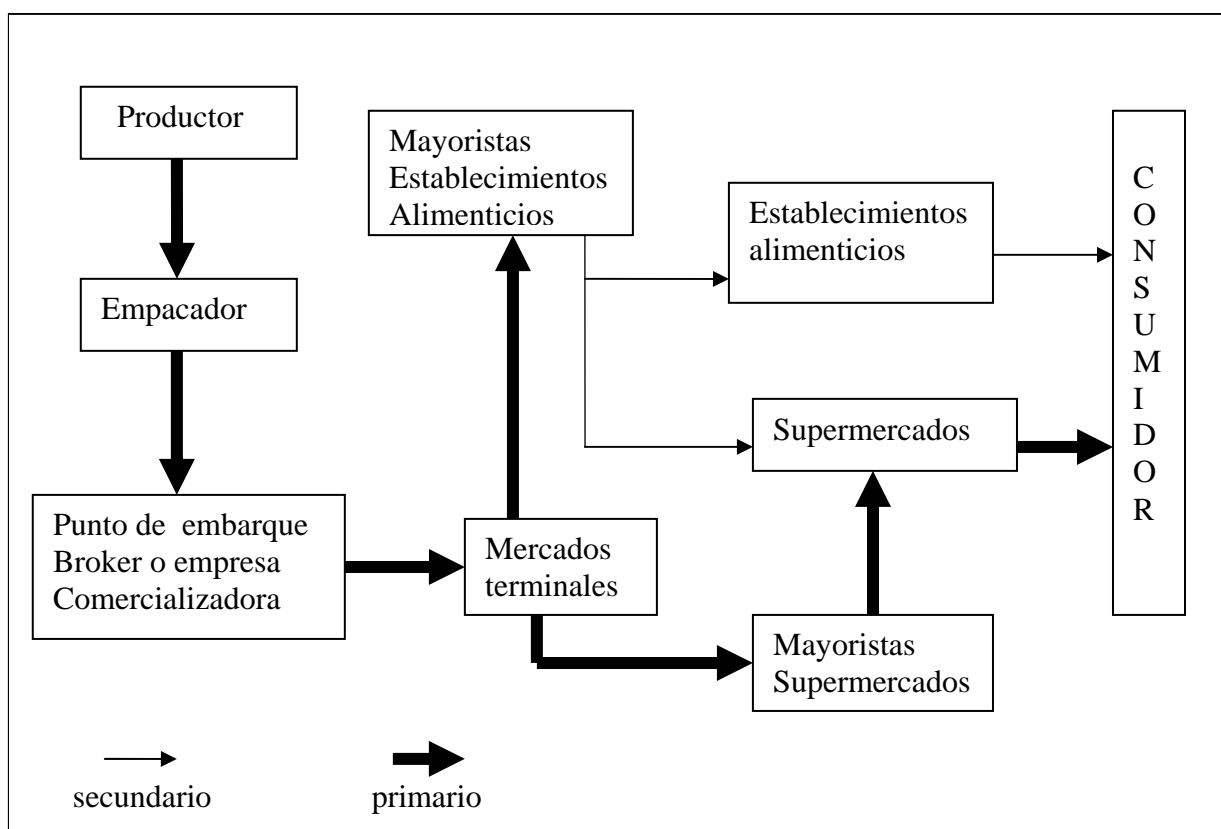 Productor
Empacador
Punto de embarque
Broker o empresa
Comercializadora
Mayoristas
Establecimientos
Alimenticios
Mercados
terminales
Establecimientos
alimenticios
Supermercados
Mayoristas
Supermercados
C
O
N
S
U
M
I
D
O
R
secundario
primario